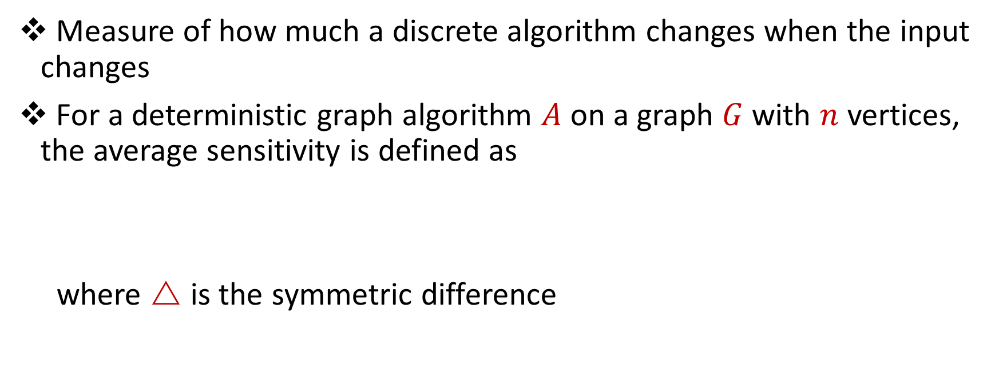 ❖ Measure of how much a discrete algorithm changes when the input
changes
❖ For a deterministic graph algorithm A on a graph G with n vertices,
the average sensitivity is defined as
where △ is the symmetric difference